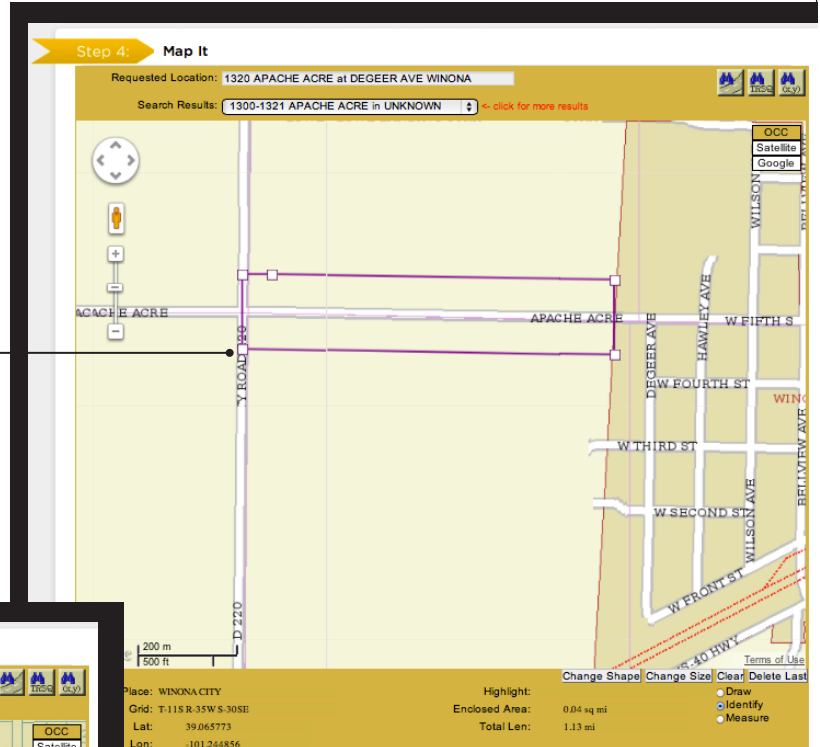 Step 4: Map It
Requested Location: 1320 APACHE ACRE at DEGEER AVE WINONA
Search Results: 1300-1321 APACHE ACRE in UNKNOWN <- click for more results
TRSQ (x,y)
OCC
Satellite
Google
WILSON
BELLVIEW AVE
HAWLEY AVE
ACACHE ACRE
APACHE ACRE
W FIFTH S
DEGEER AVE
Y ROAD 220
W FOURTH ST
WINO
W THIRD ST
BELLVIEW AVE
W SECOND ST
WILSON AVE
W FRONT ST
D 220
US-40 HWY
200 m
500 ft
Terms of Use
Change Shape Change Size Clear Delete Last
Place: WINONA CITY
Grid: T-11S R-35W S-30SE
Lat: 39.065773
Lon: -101.244856
Highlight:
Enclosed Area: 0.04 sq mi
Total Len: 1.13 mi
Draw
Identify
Measure
TRSQ (x,y)
OCC
Satellite